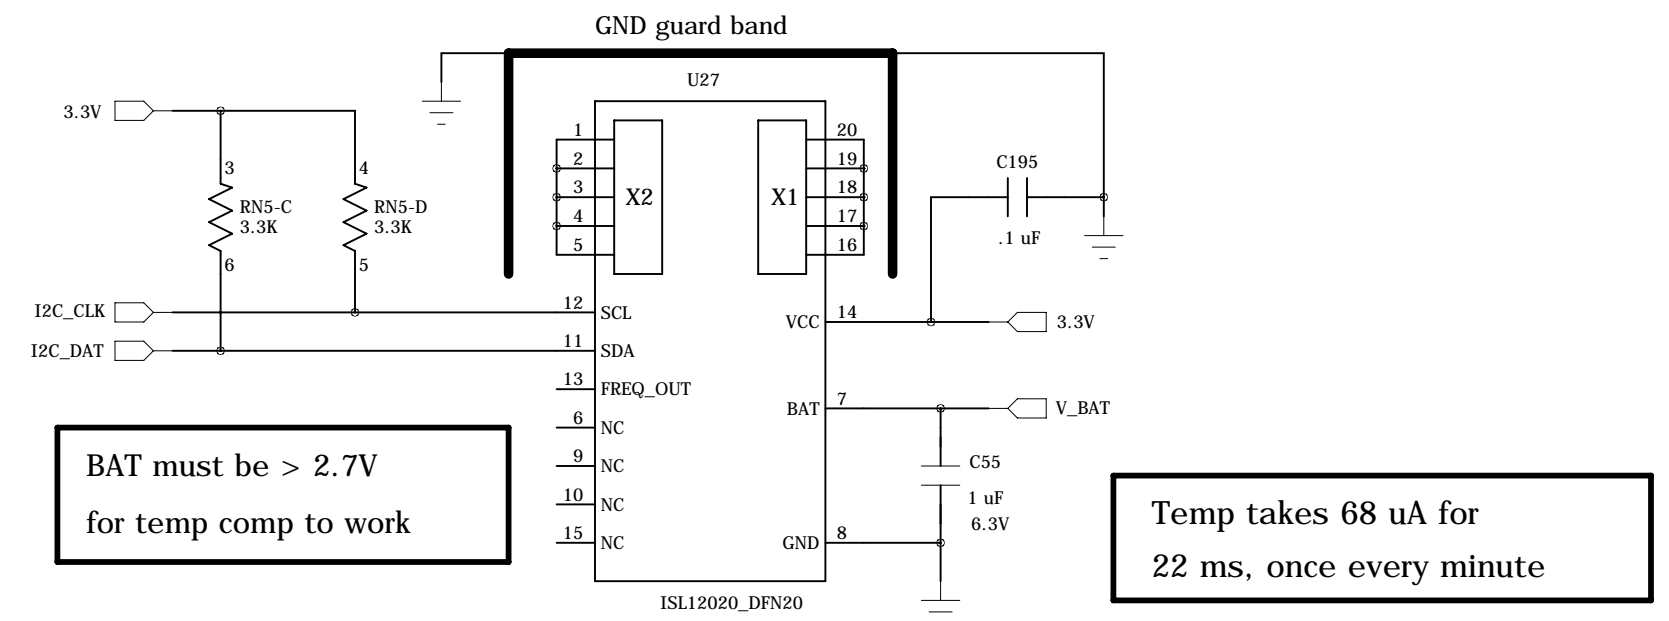 GND guard band
U27
3.3V
1
2
3
4
5
X2
X1
20
19
18
17
16
C195
.1 uF
3
RN5-C
3.3K
6
4
RN5-D
3.3K
5
I2C_CLK
12
SCL
I2C_DAT
11
SDA
13
FREQ_OUT
6
NC
9
NC
10
NC
15
NC
VCC
14
3.3V
BAT
7
V_BAT
C55
1 uF
6.3V
GND
8
ISL12020_DFN20
BAT must be > 2.7V
for temp comp to work
Temp takes 68 uA for
22 ms, once every minute